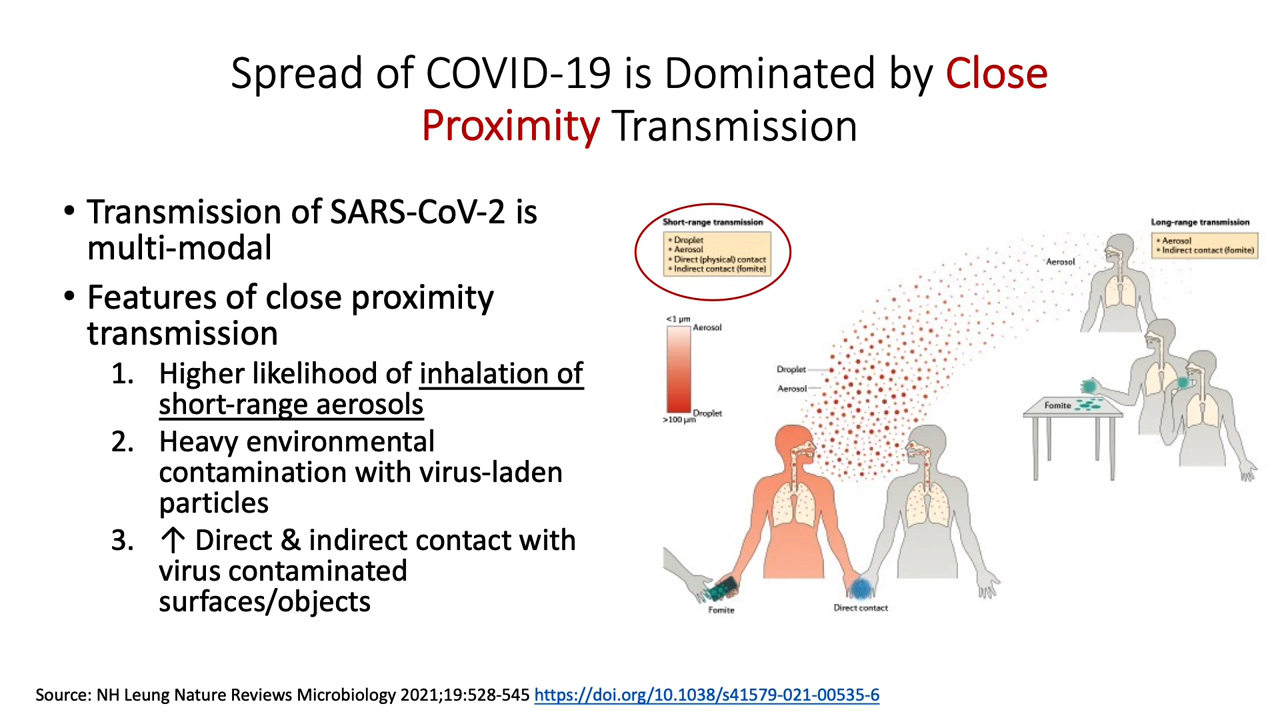 Spread of COVID-19 is Dominated by Close
Proximity Transmission
• Transmission of SARS-CoV-2 is
multi-modal
• Features of close proximity
transmission
1. Higher likelihood of inhalation of
short-range aerosols
2. Heavy environmental
contamination with virus-laden
particles
3. ↑ Direct & indirect contact with
virus contaminated
surfaces/objects
Short-range transmission
• Droplet
• Aerosol
• Direct (physical) contact
• Indirect contact (fomite)
Long-range transmission
• Aerosol
• Indirect contact (fomite)
Aerosol
<1 µm
Aerosol
Droplet
>100 µm
Droplet
Aerosol
Fomite
Fomite
Direct contact
Source: NH Leung Nature Reviews Microbiology 2021;19:528-545 https://doi.org/10.1038/s41579-021-00535-6